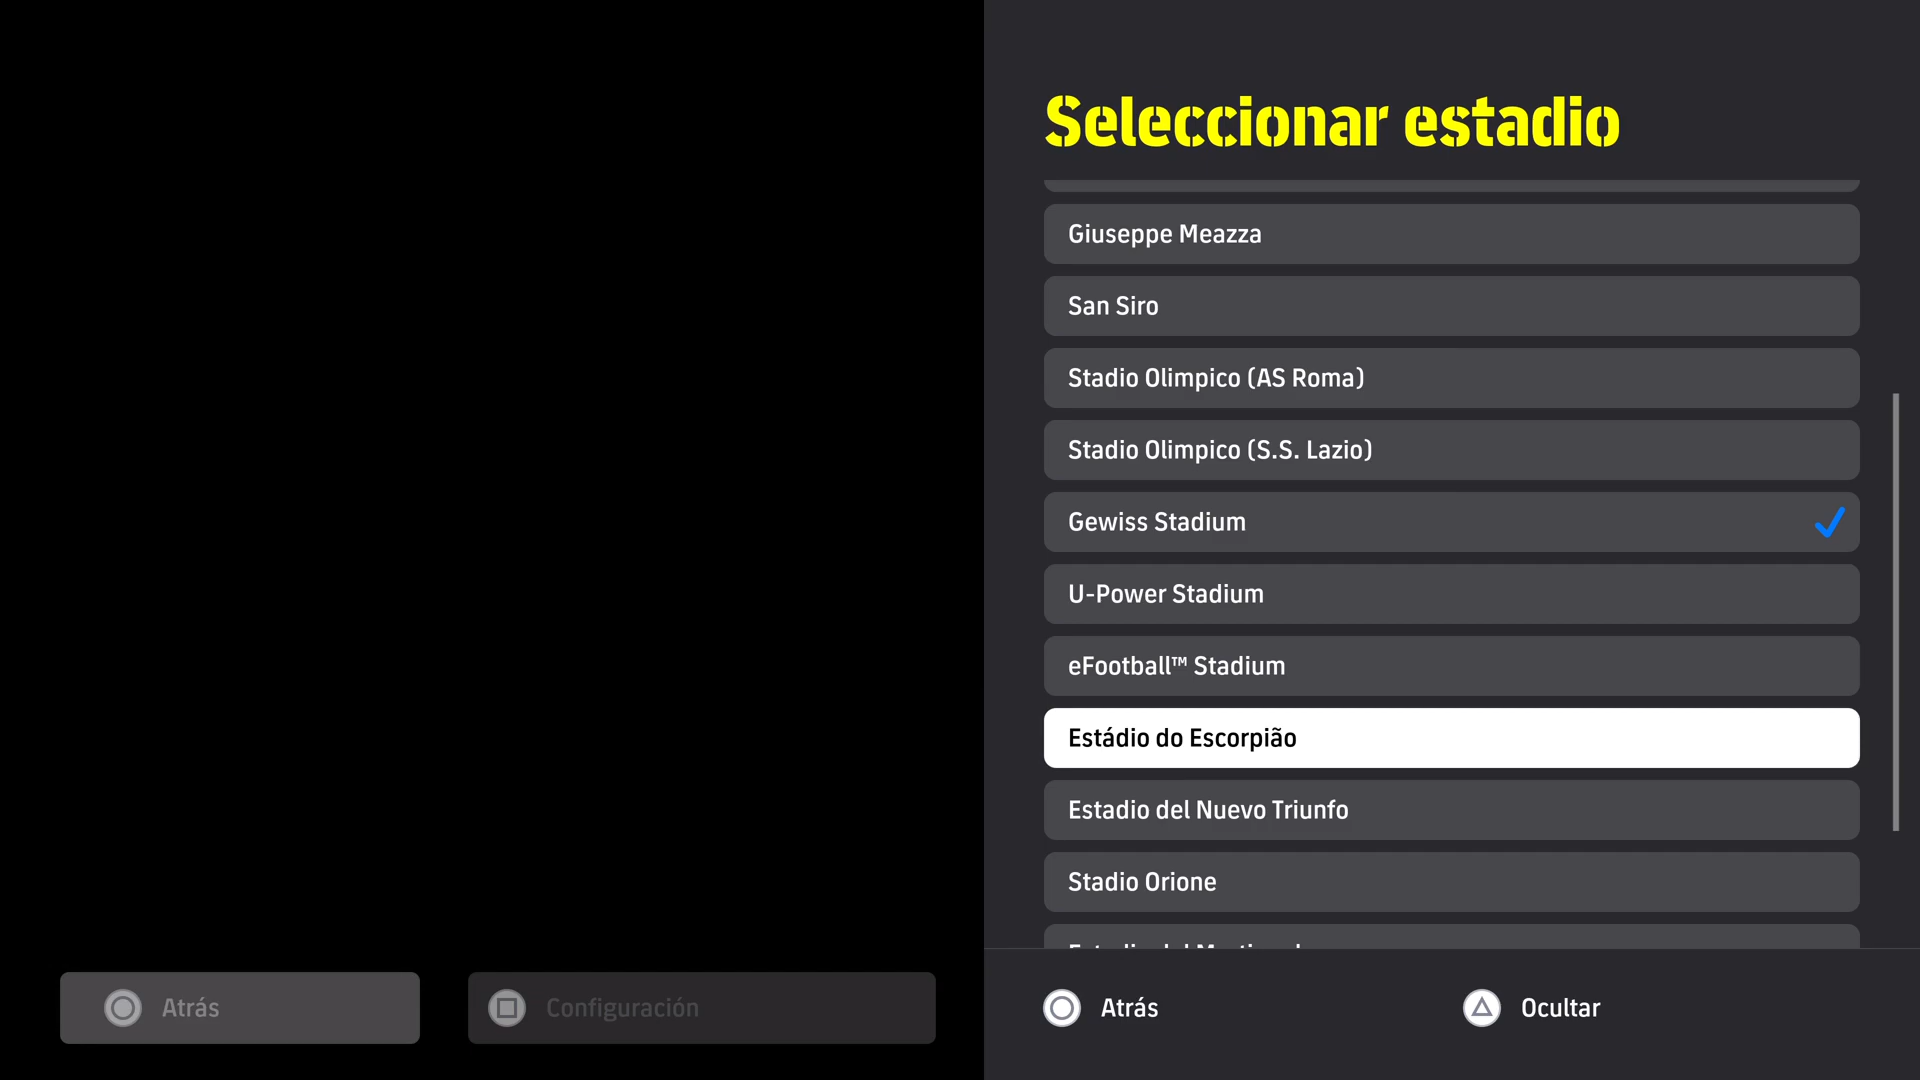 Seleccionar estadio
Giuseppe Meazza
San Siro
Stadio Olimpico (AS Roma)
Stadio Olimpico (S.S. Lazio)
Gewiss Stadium
U-Power Stadium
eFootball™ Stadium
Estádio do Escorpião
Estadio del Nuevo Triunfo
Stadio Orione
Atrás
Configuración
Atrás
Ocultar